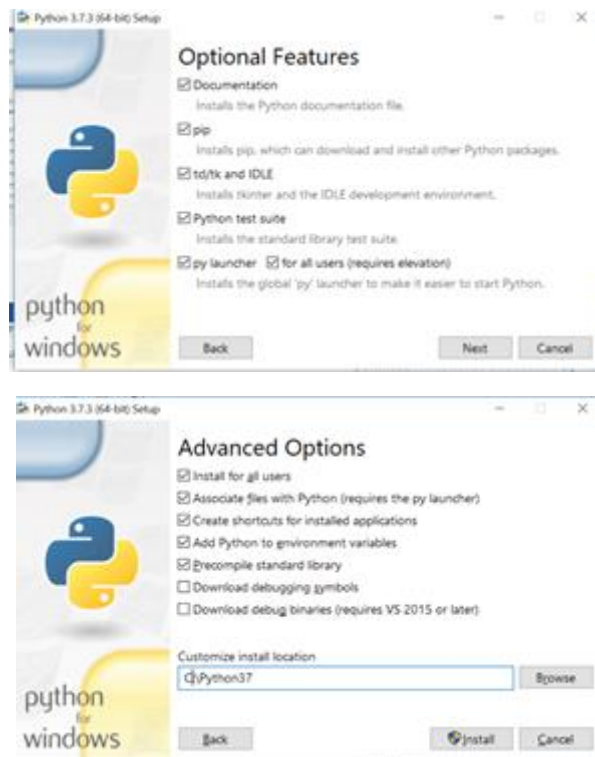 Python 3.7.3 (64-bit) Setup
Optional Features
Documentation
Installs the Python documentation file.
pip
Installs pip, which can download and install other Python packages.
td/tk and IDLE
Installs tkinter and the IDLE development environment.
Python test suite
Installs the standard library test suite.
py launcher for all users (requires elevation)
Installs the global 'py' launcher to make it easier to start Python.
python
for
windows
Back Next Cancel
Python 3.7.3 (64-bit) Setup
Advanced Options
Install for all users
Associate files with Python (requires the py launcher)
Create shortcuts for installed applications
Add Python to environment variables
Precompile standard library
Download debugging symbols
Download debug binaries (requires VS 2015 or later)
Customize install location
C:\Python37 Browse
python
for
windows
Back Install Cancel